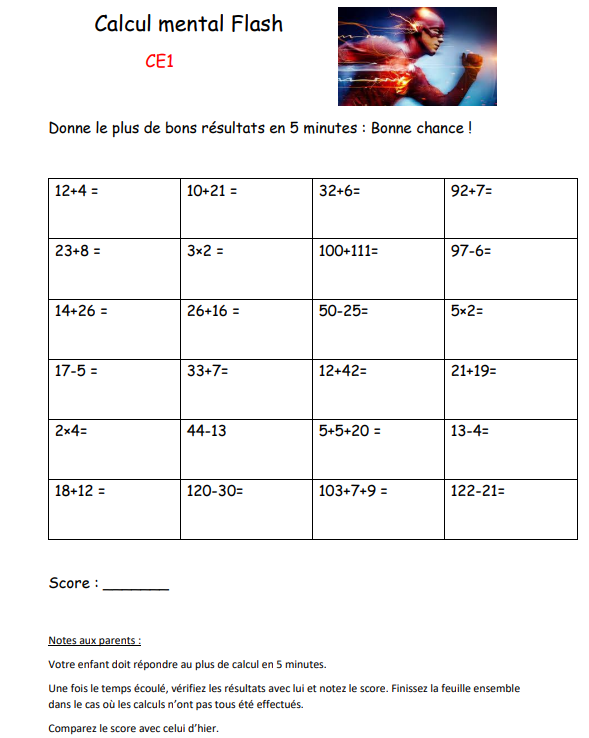 Calcul mental Flash
CE1
Donne le plus de bons résultats en 5 minutes : Bonne chance !
12+4 = 10+21 = 32+6= 92+7=
23+8 = 3×2 = 100+111= 97-6=
14+26 = 26+16 = 50-25= 5×2=
17-5 = 33+7= 12+42= 21+19=
2×4= 44-13 5+5+20 = 13-4=
18+12 = 120-30= 103+7+9 = 122-21=
Score : _______
Notes aux parents :
Votre enfant doit répondre au plus de calcul en 5 minutes.
Une fois le temps écoulé, vérifiez les résultats avec lui et notez le score. Finissez la feuille ensemble
dans le cas où les calculs n’ont pas tous été effectués.
Comparez le score avec celui d’hier.